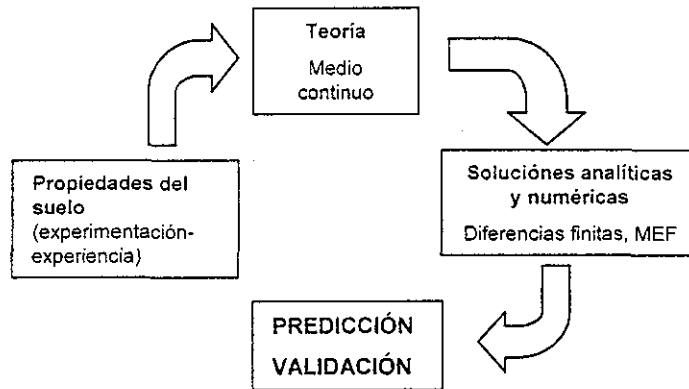 Teoría
Medio
continuo
Propiedades del
suelo
(experimentación-
experiencia)
Soluciónes analíticas
y numéricas
Diferencias finitas, MEF
PREDICCIÓN
VALIDACIÓN